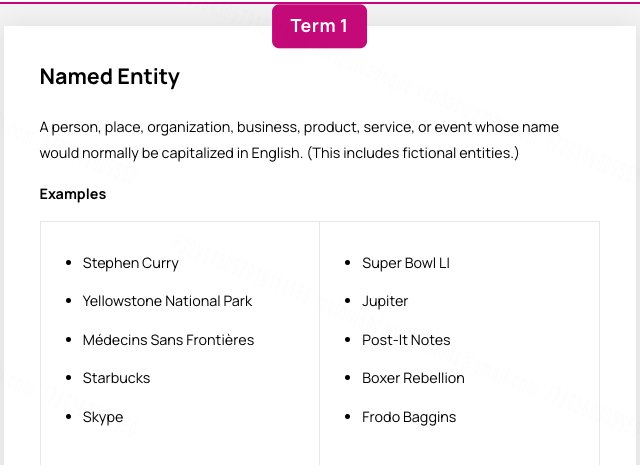 Term 1
Named Entity
A person, place, organization, business, product, service, or event whose name
would normally be capitalized in English. (This includes fictional entities.)
Examples
• Stephen Curry
• Yellowstone National Park
• Médecins Sans Frontières
• Starbucks
• Skype
• Super Bowl LI
• Jupiter
• Post-It Notes
• Boxer Rebellion
• Frodo Baggins